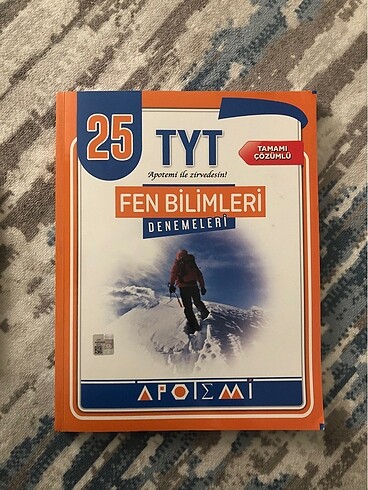 25
TYT
Apotemi ile zirvedesin!
TAMAMI
ÇÖZÜMLÜ
FEN BİLİMLERİ
DENEMELERİ
APOTEMİ